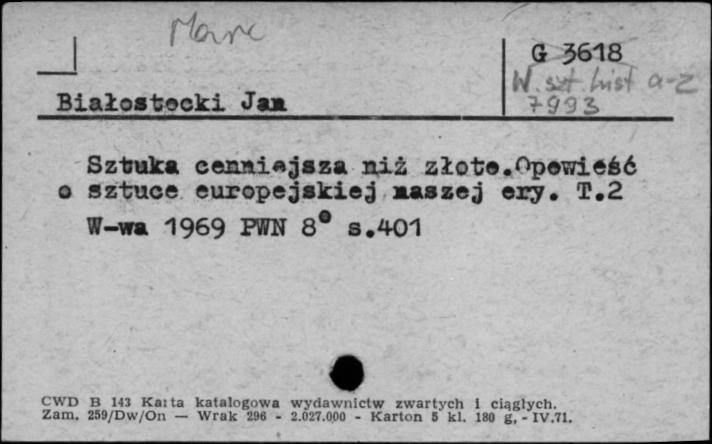 G 3618
W. szt. hist a-z
7993
Białostocki Jan
Sztuka cenniejsza niż złoto.Opowieść
o sztuce europejskiej naszej ery. T.2
W-wa 1969 PWN 8° s.401
CWD B 143 Karta katalogowa wydawnictw zwartych i ciągłych.
Zam. 259/Dw/On — Wrak 296 - 2.027.000 - Karton 5 kl. 180 g, - IV.71.